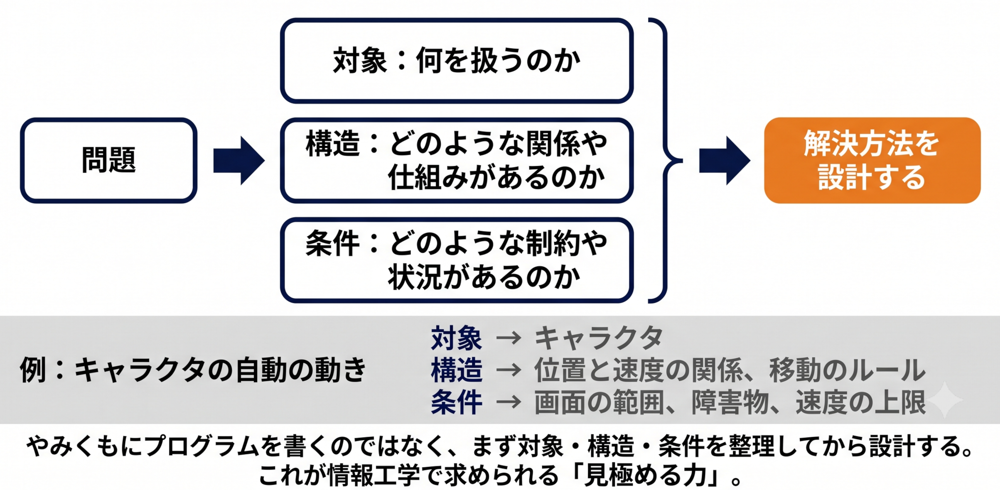 対象：何を扱うのか
問題
構造：どのような関係や
仕組みがあるのか
条件：どのような制約や
状況があるのか
解決方法を
設計する
例：キャラクタの自動の動き
対象 → キャラクタ
構造 → 位置と速度の関係、移動のルール
条件 → 画面の範囲、障害物、速度の上限
やみくもにプログラムを書くのではなく、まず対象・構造・条件を整理してから設計する。
これが情報工学で求められる「見極める力」。